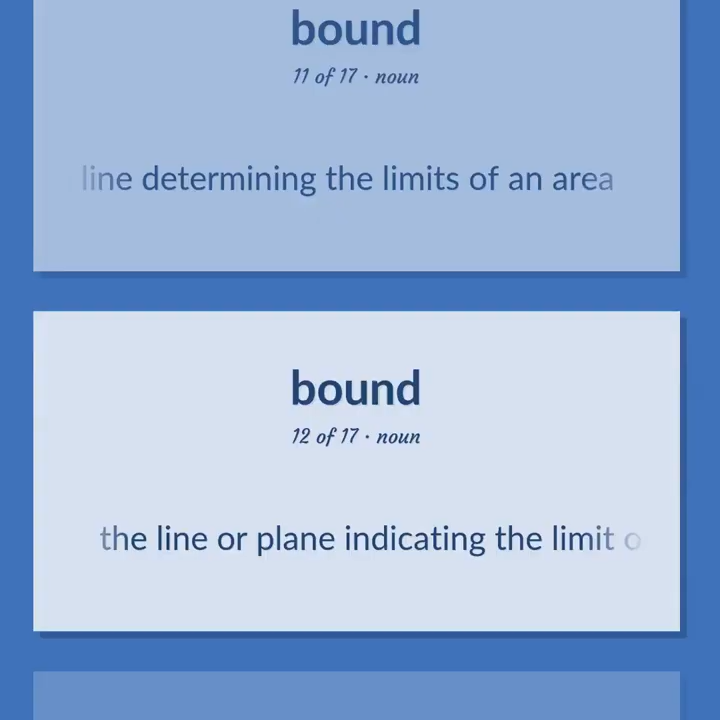 bound
11 of 17 · noun
line determining the limits of an area
bound
12 of 17 · noun
the line or plane indicating the limit o